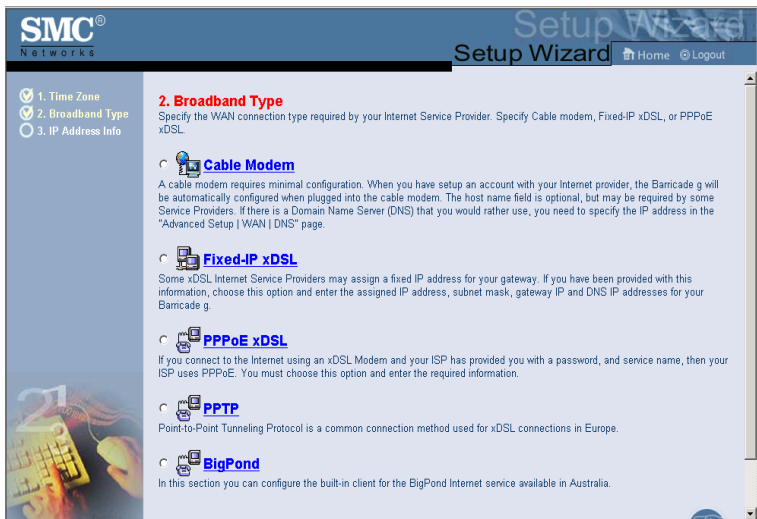 SMC®
Networks
Setup Wizard
Setup Wizard
Home
Logout
1. Time Zone
2. Broadband Type
3. IP Address Info
2. Broadband Type
Specify the WAN connection type required by your Internet Service Provider. Specify Cable modem, Fixed-IP xDSL, or PPPoE
xDSL.
Cable Modem
A cable modem requires minimal configuration. When you have setup an account with your Internet provider, the Barricade g will
be automatically configured when plugged into the cable modem. The host name field is optional, but may be required by some
Service Providers. If there is a Domain Name Server (DNS) that you would rather use, you need to specify the IP address in the
"Advanced Setup | WAN | DNS" page.
Fixed-IP xDSL
Some xDSL Internet Service Providers may assign a fixed IP address for your gateway. If you have been provided with this
information, choose this option and enter the assigned IP address, subnet mask, gateway IP and DNS IP addresses for your
Barricade g.
PPPoE xDSL
If you connect to the Internet using an xDSL Modem and your ISP has provided you with a password, and service name, then your
ISP uses PPPoE. You must choose this option and enter the required information.
PPTP
Point-to-Point Tunneling Protocol is a common connection method used for xDSL connections in Europe.
BigPond
In this section you can configure the built-in client for the BigPond Internet service available in Australia.